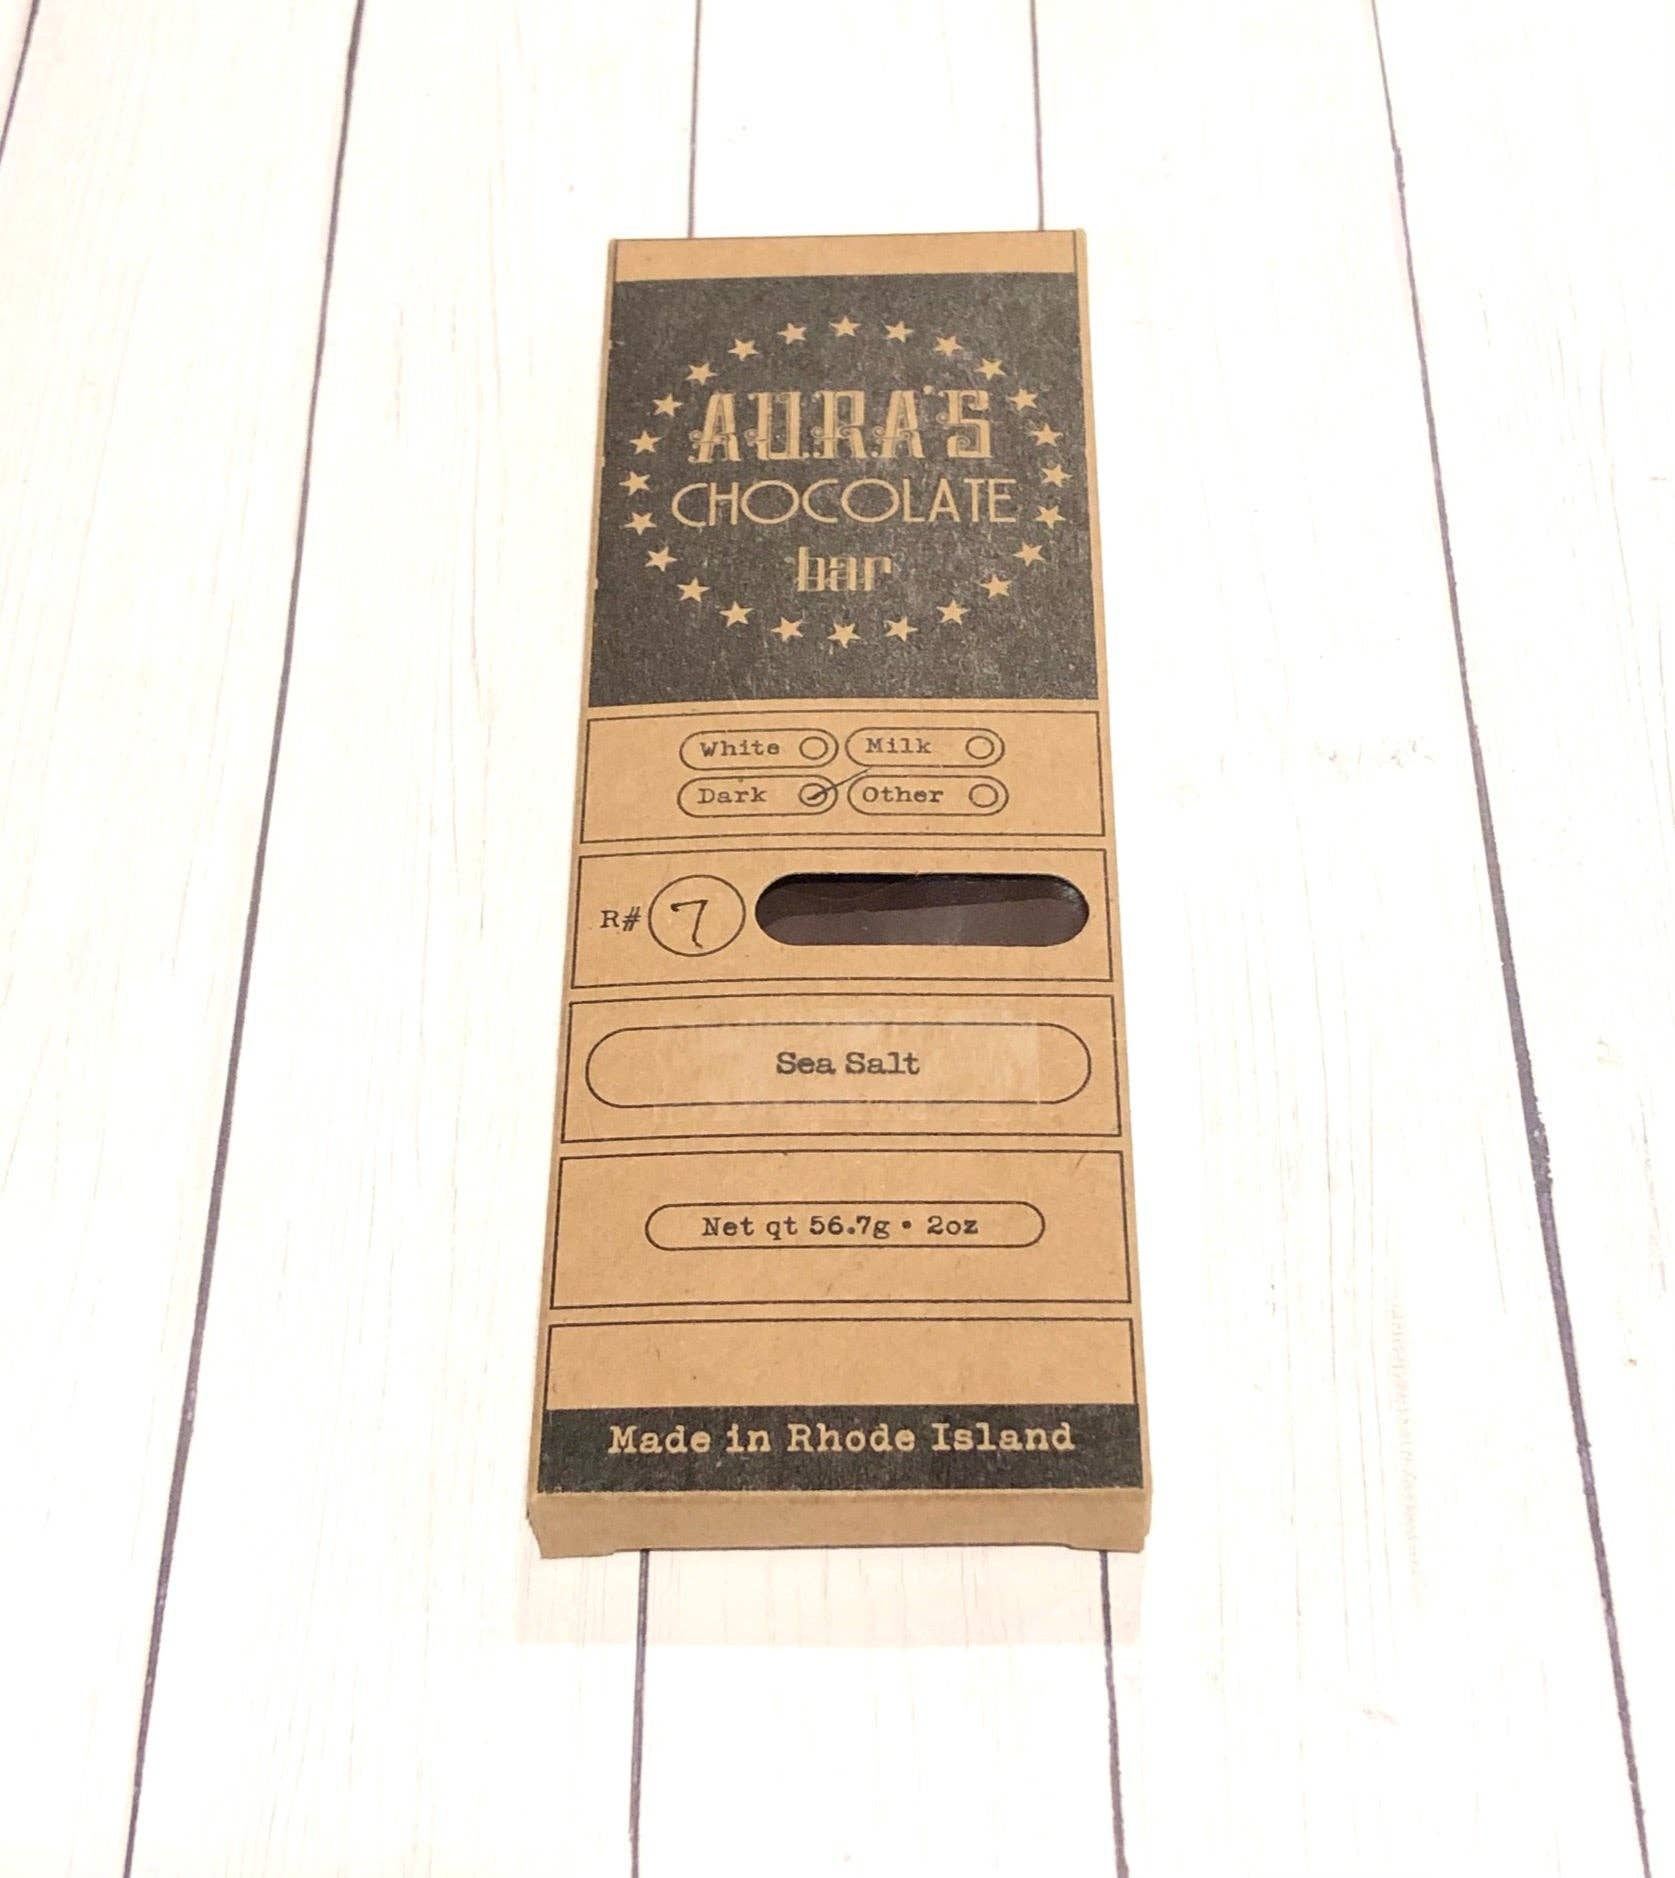 AURA'S
CHOCOLATE
bar
White Milk
Dark Other
R# 7
Sea Salt
Net qt 56.7g • 2oz
Made in Rhode Island